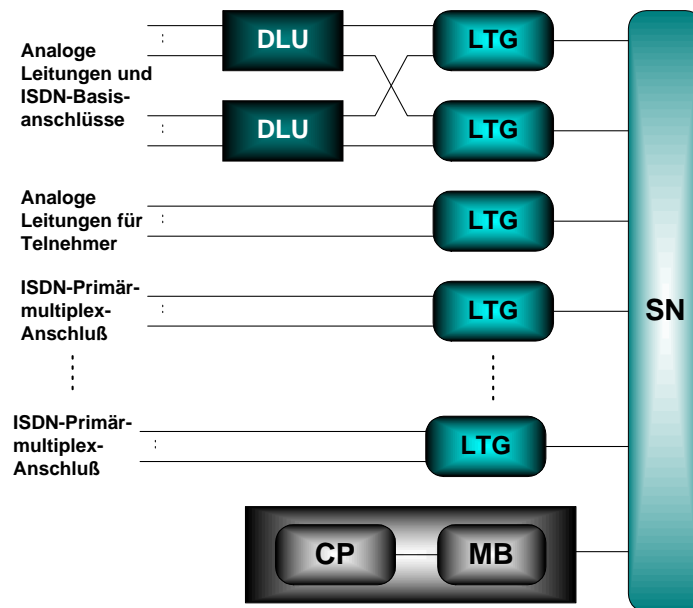 Analoge
Leitungen und
ISDN-Basis-
anschlüsse
DLU
LTG
DLU
LTG
Analoge
Leitungen für
Telnehmer
LTG
ISDN-Primär-
multiplex-
Anschluß
LTG
SN
ISDN-Primär-
multiplex-
Anschluß
LTG
CP
MB